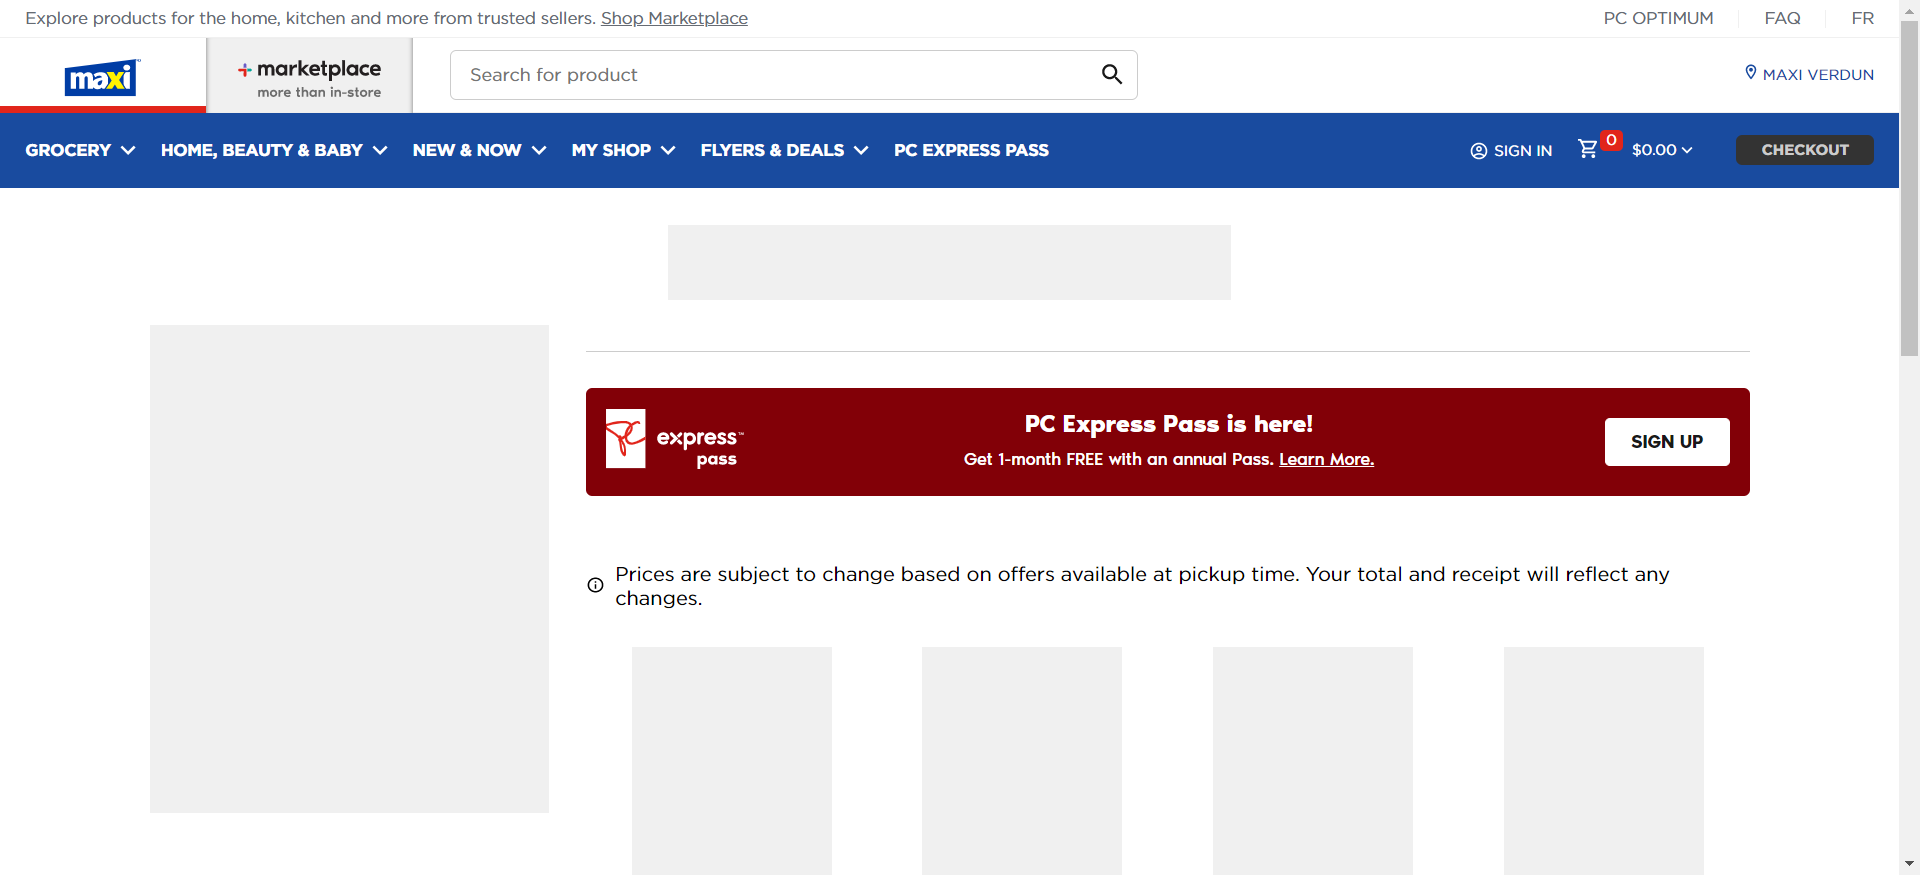 Explore products for the home, kitchen and more from trusted sellers. Shop Marketplace
PC OPTIMUM
FAQ
FR
maxi
marketplace
more than in-store
Search for product
MAXI VERDUN
GROCERY
HOME, BEAUTY & BABY
NEW & NOW
MY SHOP
FLYERS & DEALS
PC EXPRESS PASS
SIGN IN
0
$0.00
CHECKOUT
PC
express™
pass
PC Express Pass is here!
Get 1-month FREE with an annual Pass. Learn More.
SIGN UP
Prices are subject to change based on offers available at pickup time. Your total and receipt will reflect any
changes.